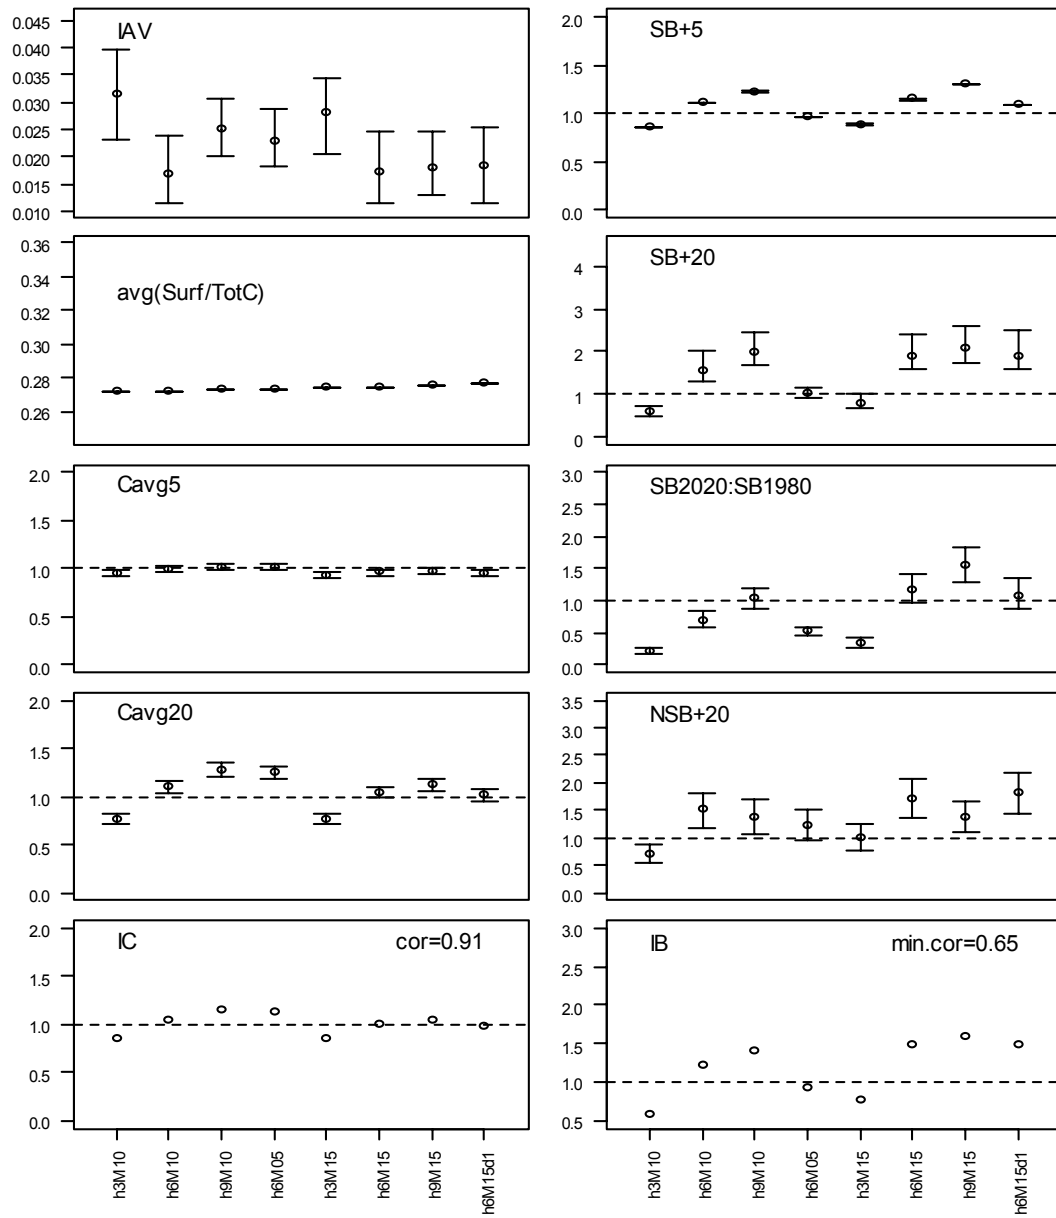 IAV
0.045
0.040
0.035
0.030
0.025
0.020
0.015
0.010
SB+5
2.0
1.5
1.0
0.5
0.0
avg(Surf/TotC)
0.36
0.34
0.32
0.30
0.28
0.26
SB+20
4
3
2
1
0
Cavg5
2.0
1.5
1.0
0.5
0.0
SB2020:SB1980
3.0
2.5
2.0
1.5
1.0
0.5
0.0
Cavg20
2.0
1.5
1.0
0.5
0.0
NSB+20
3.5
3.0
2.5
2.0
1.5
1.0
0.5
0.0
IC cor=0.91
2.0
1.5
1.0
0.5
0.0
IB min.cor=0.65
3.0
2.5
2.0
1.5
1.0
0.5
h3M10
h6M10
h9M10
h6M05
h3M15
h6M15
h9M15
h6M15d1
h3M10
h6M10
h9M10
h6M05
h3M15
h6M15
h9M15
h6M15d1